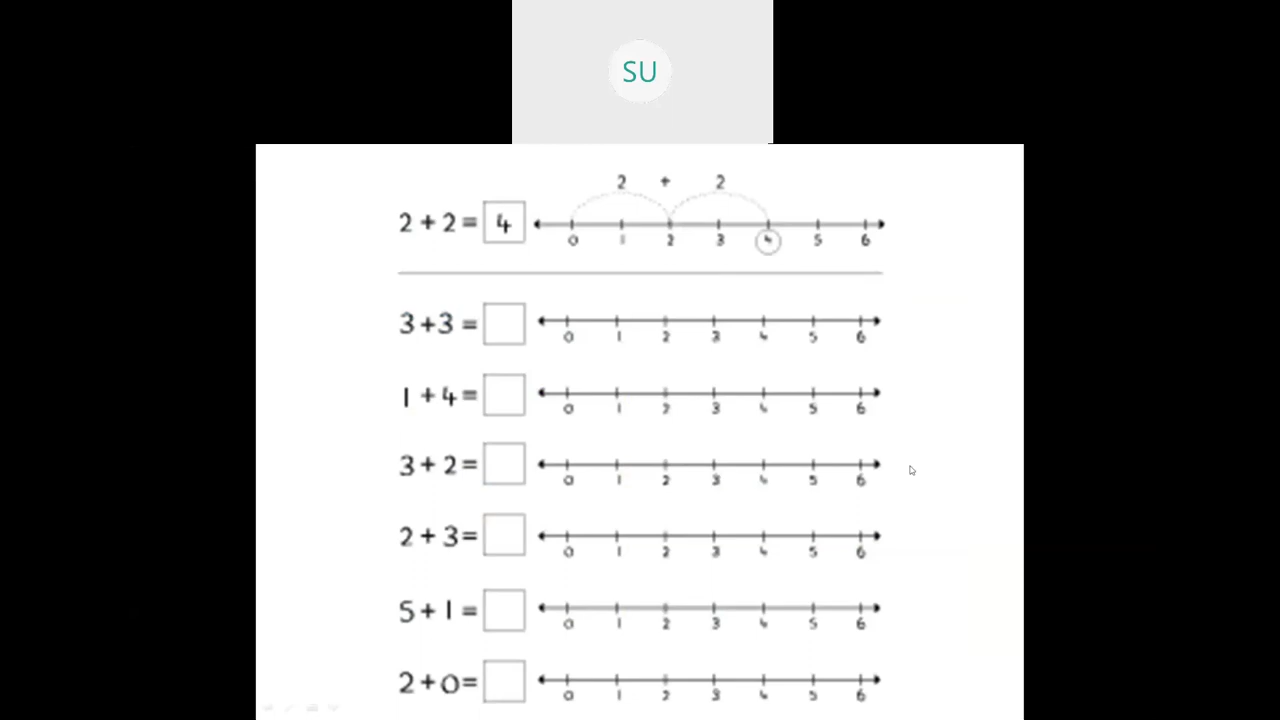 SU
2 + 2
2 + 2 = 4
0 1 2 3 4 5 6
3 +3 =
0 1 2 3 4 5 6
1 + 4 =
0 1 2 3 4 5 6
3 + 2 =
0 1 2 3 4 5 6
2 + 3 =
0 1 2 3 4 5 6
5 + 1 =
0 1 2 3 4 5 6
2 + 0 =
0 1 2 3 4 5 6